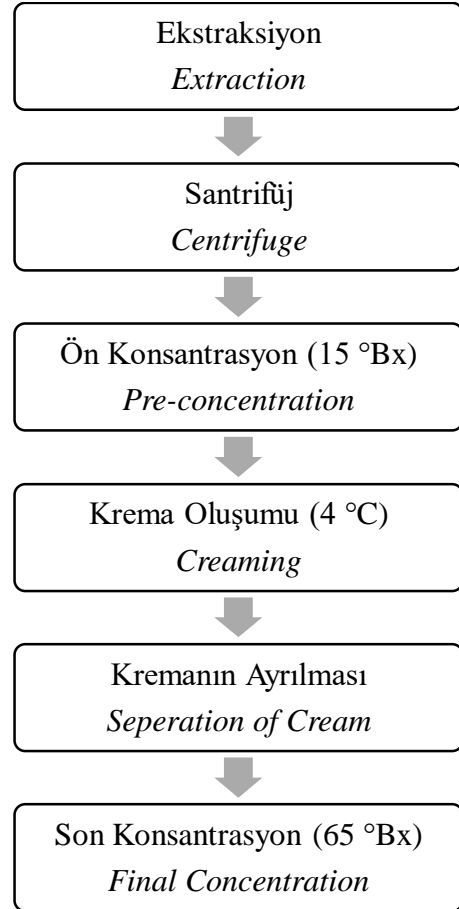 Ekstraksiyon
Extraction
Santrifüj
Centrifuge
Ön Konsantrasyon (15 °Bx)
Pre-concentration
Krema Oluşumu (4 °C)
Creaming
Kremanın Ayrılması
Seperation of Cream
Son Konsantrasyon (65 °Bx)
Final Concentration